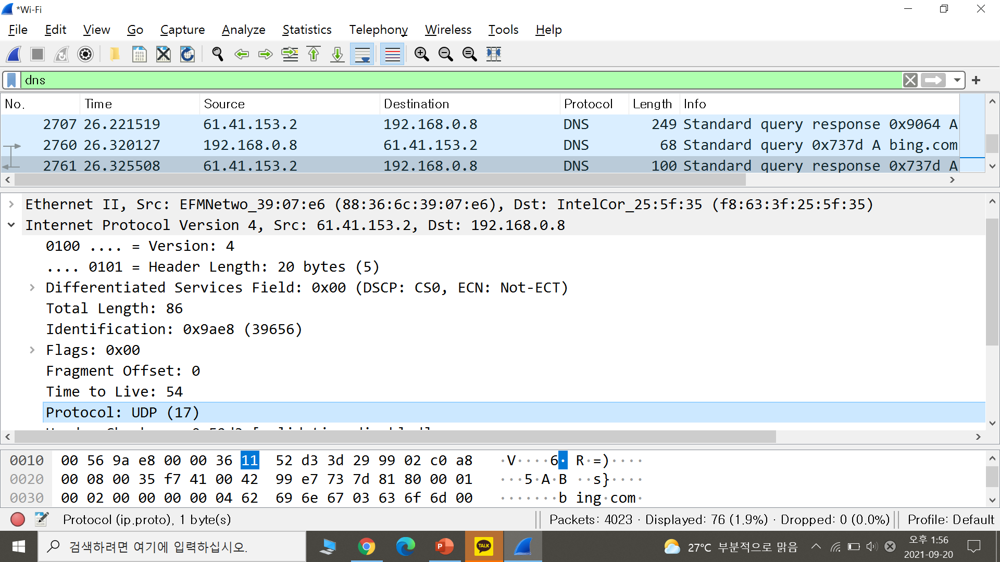 *Wi-Fi
File Edit View Go Capture Analyze Statistics Telephony Wireless Tools Help
dns
No. Time Source Destination Protocol Length Info
2707 26.221519 61.41.153.2 192.168.0.8 DNS 249 Standard query response 0x9064 A
2760 26.320127 192.168.0.8 61.41.153.2 DNS 68 Standard query 0x737d A bing.com
2761 26.325508 61.41.153.2 192.168.0.8 DNS 100 Standard query response 0x737d A
Ethernet II, Src: EFMNetwo_39:07:e6 (88:36:6c:39:07:e6), Dst: IntelCor_25:5f:35 (f8:63:3f:25:5f:35)
Internet Protocol Version 4, Src: 61.41.153.2, Dst: 192.168.0.8
0100 .... = Version: 4
.... 0101 = Header Length: 20 bytes (5)
Differentiated Services Field: 0x00 (DSCP: CS0, ECN: Not-ECT)
Total Length: 86
Identification: 0x9ae8 (39656)
Flags: 0x00
Fragment Offset: 0
Time to Live: 54
Protocol: UDP (17)
0010 00 56 9a e8 00 00 36 11 52 d3 3d 29 99 02 c0 a8 ·V····6· R·=)····
0020 00 08 00 35 f7 41 00 42 99 e7 73 7d 81 80 00 01 ···5·A·B ··s}····
0030 00 02 00 00 00 00 04 62 69 6e 67 03 63 6f 6d 00 ·······b ing·com·
Protocol (ip.proto), 1 byte(s) Packets: 4023 · Displayed: 76 (1.9%) · Dropped: 0 (0.0%) Profile: Default
검색하려면 여기에 입력하십시오.
TALK
27°C 부분적으로 맑음
오후 1:56
2021-09-20